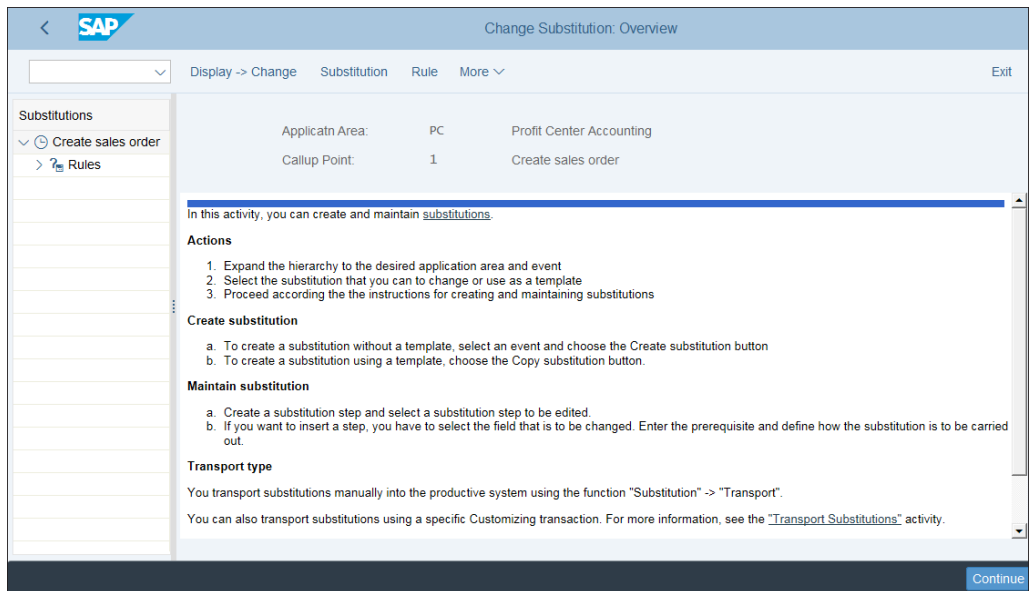 SAP
Change Substitution: Overview
Display -> Change Substitution Rule More Exit
Substitutions
Create sales order
Rules
Applicatn Area: PC Profit Center Accounting
Callup Point: 1 Create sales order
In this activity, you can create and maintain substitutions.
Actions
1. Expand the hierarchy to the desired application area and event
2. Select the substitution that you can to change or use as a template
3. Proceed according the the instructions for creating and maintaining substitutions
Create substitution
a. To create a substitution without a template, select an event and choose the Create substitution button
b. To create a substitution using a template, choose the Copy substitution button.
Maintain substitution
a. Create a substitution step and select a substitution step to be edited.
b. If you want to insert a step, you have to select the field that is to be changed. Enter the prerequisite and define how the substitution is to be carried
out.
Transport type
You transport substitutions manually into the productive system using the function "Substitution" -> "Transport".
You can also transport substitutions using a specific Customizing transaction. For more information, see the "Transport Substitutions" activity.
Continue